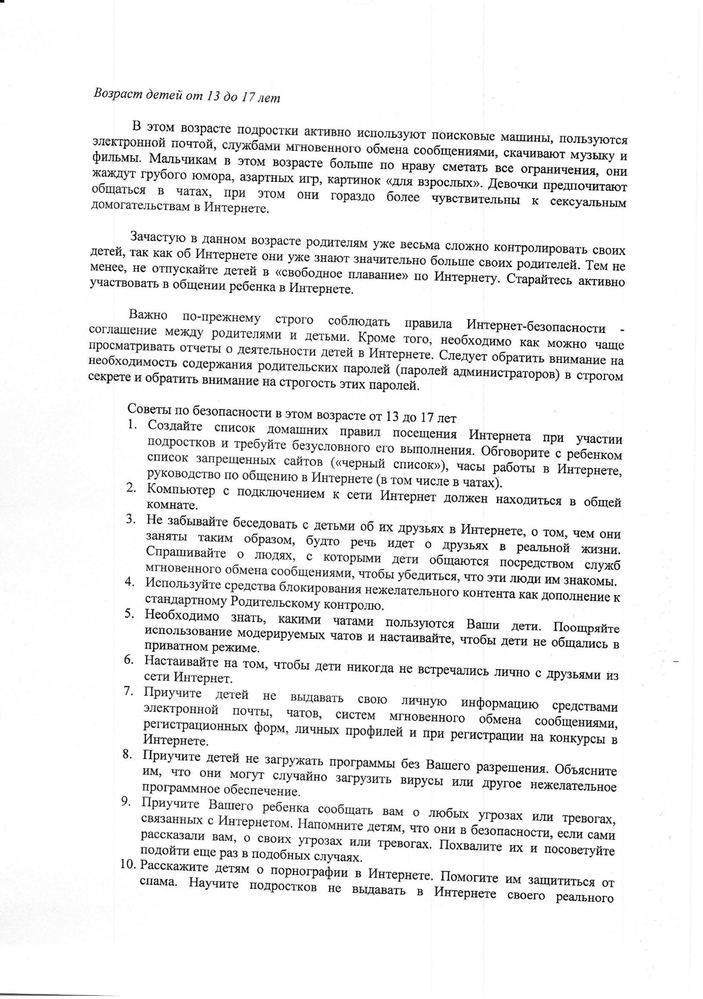 Возраст детей от 13 до 17 лет
В этом возрасте подростки активно используют поисковые машины, пользуются
электронной почтой, службами мгновенного обмена сообщениями, скачивают музыку и
фильмы. Мальчикам в этом возрасте больше по нраву сметать все ограничения, они
жаждут грубого юмора, азартных игр, картинок «для взрослых». Девочки предпочитают
общаться в чатах, при этом они гораздо более чувствительны к сексуальным
домогательствам в Интернете.
Зачастую в данном возрасте родителям уже весьма сложно контролировать своих
детей, так как об Интернете они уже знают значительно больше своих родителей. Тем не
менее, не отпускайте детей в «свободное плавание» по Интернету. Старайтесь активно
участвовать в общении ребенка в Интернете.
Важно по-прежнему строго соблюдать правила Интернет-безопасности -
соглашение между родителями и детьми. Кроме того, необходимо как можно чаще
просматривать отчеты о деятельности детей в Интернете. Следует обратить внимание на
необходимость содержания родительских паролей (паролей администраторов) в строгом
секрете и обратить внимание на строгость этих паролей.
Советы по безопасности в этом возрасте от 13 до 17 лет
1. Создайте список домашних правил посещения Интернета при участии
подростков и требуйте безусловного его выполнения. Обговорите с ребенком
список запрещенных сайтов («черный список»), часы работы в Интернете,
руководство по общению в Интернете (в том числе в чатах).
2. Компьютер с подключением к сети Интернет должен находиться в общей
комнате.
3. Не забывайте беседовать с детьми об их друзьях в Интернете, о том, чем они
заняты таким образом, будто речь идет о друзьях в реальной жизни.
Спрашивайте о людях, с которыми дети общаются посредством служб
мгновенного обмена сообщениями, чтобы убедиться, что эти люди им знакомы.
4. Используйте средства блокирования нежелательного контента как дополнение к
стандартному Родительскому контролю.
5. Необходимо знать, какими чатами пользуются Ваши дети. Поощряйте
использование модерируемых чатов и настаивайте, чтобы дети не общались в
приватном режиме.
6. Настаивайте на том, чтобы дети никогда не встречались лично с друзьями из
сети Интернет.
7. Приучите детей не выдавать свою личную информацию средствами
электронной почты, чатов, систем мгновенного обмена сообщениями,
регистрационных форм, личных профилей и при регистрации на конкурсы в
Интернете.
8. Приучите детей не загружать программы без Вашего разрешения. Объясните
им, что они могут случайно загрузить вирусы или другое нежелательное
программное обеспечение.
9. Приучите Вашего ребенка сообщать вам о любых угрозах или тревогах,
связанных с Интернетом. Напомните детям, что они в безопасности, если сами
рассказали вам, о своих угрозах или тревогах. Похвалите их и посоветуйте
подойти еще раз в подобных случаях.
10. Расскажите детям о порнографии в Интернете. Помогите им защититься от
спама. Научите подростков не выдавать в Интернете своего реального